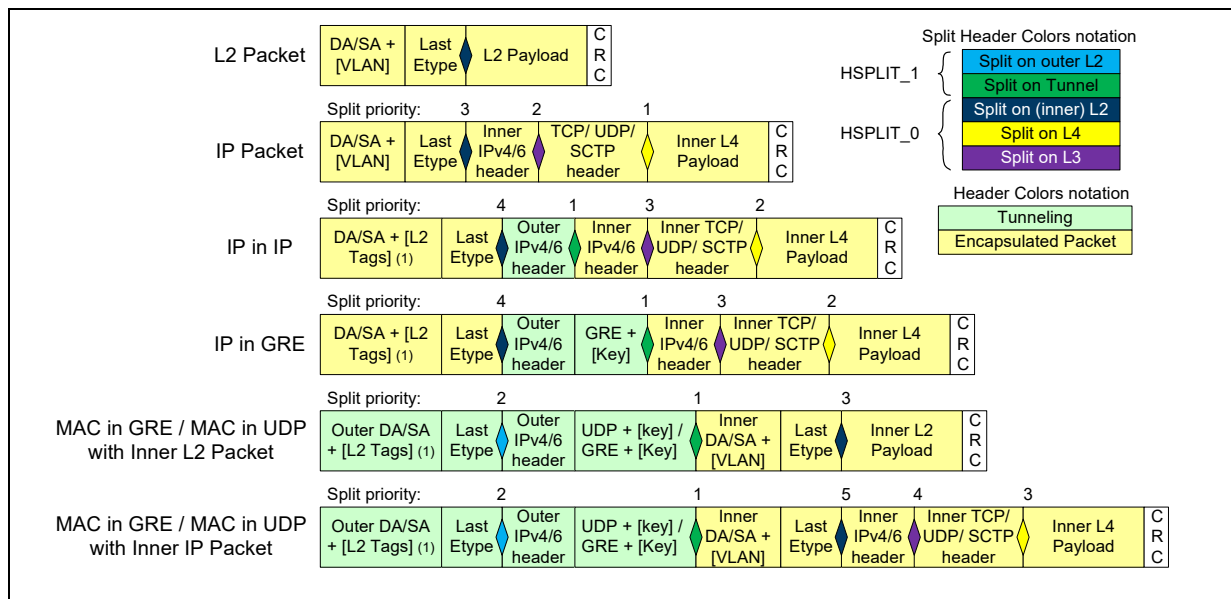 Split Header Colors notation
HSPLIT_1
Split on outer L2
Split on Tunnel
HSPLIT_0
Split on (inner) L2
Split on L4
Split on L3
Header Colors notation
Tunneling
Encapsulated Packet
L2 Packet
DA/SA +
[VLAN]
Last
Etype
L2 Payload
C
R
C
Split priority: 3 2 1
IP Packet
DA/SA +
[VLAN]
Last
Etype
Inner
IPv4/6
header
TCP/ UDP/
SCTP
header
Inner L4
Payload
C
R
C
Split priority: 4 1 3 2
IP in IP
DA/SA + [L2
Tags] (1)
Last
Etype
Outer
IPv4/6
header
Inner
IPv4/6
header
Inner TCP/
UDP/ SCTP
header
Inner L4
Payload
C
R
C
Split priority: 4 1 3 2
IP in GRE
DA/SA + [L2
Tags] (1)
Last
Etype
Outer
IPv4/6
header
GRE +
[Key]
Inner
IPv4/6
header
Inner TCP/
UDP/ SCTP
header
Inner L4
Payload
C
R
C
Split priority: 2 1 3
MAC in GRE / MAC in UDP
with Inner L2 Packet
Outer DA/SA
+ [L2 Tags] (1)
Last
Etype
Outer
IPv4/6
header
UDP + [key] /
GRE + [Key]
Inner
DA/SA +
[VLAN]
Last
Etype
Inner L2
Payload
C
R
C
Split priority: 2 1 5 4 3
MAC in GRE / MAC in UDP
with Inner IP Packet
Outer DA/SA
+ [L2 Tags] (1)
Last
Etype
Outer
IPv4/6
header
UDP + [key] /
GRE + [Key]
Inner
DA/SA +
[VLAN]
Last
Etype
Inner
IPv4/6
header
Inner TCP/
UDP/ SCTP
header
Inner L4
Payload
C
R
C